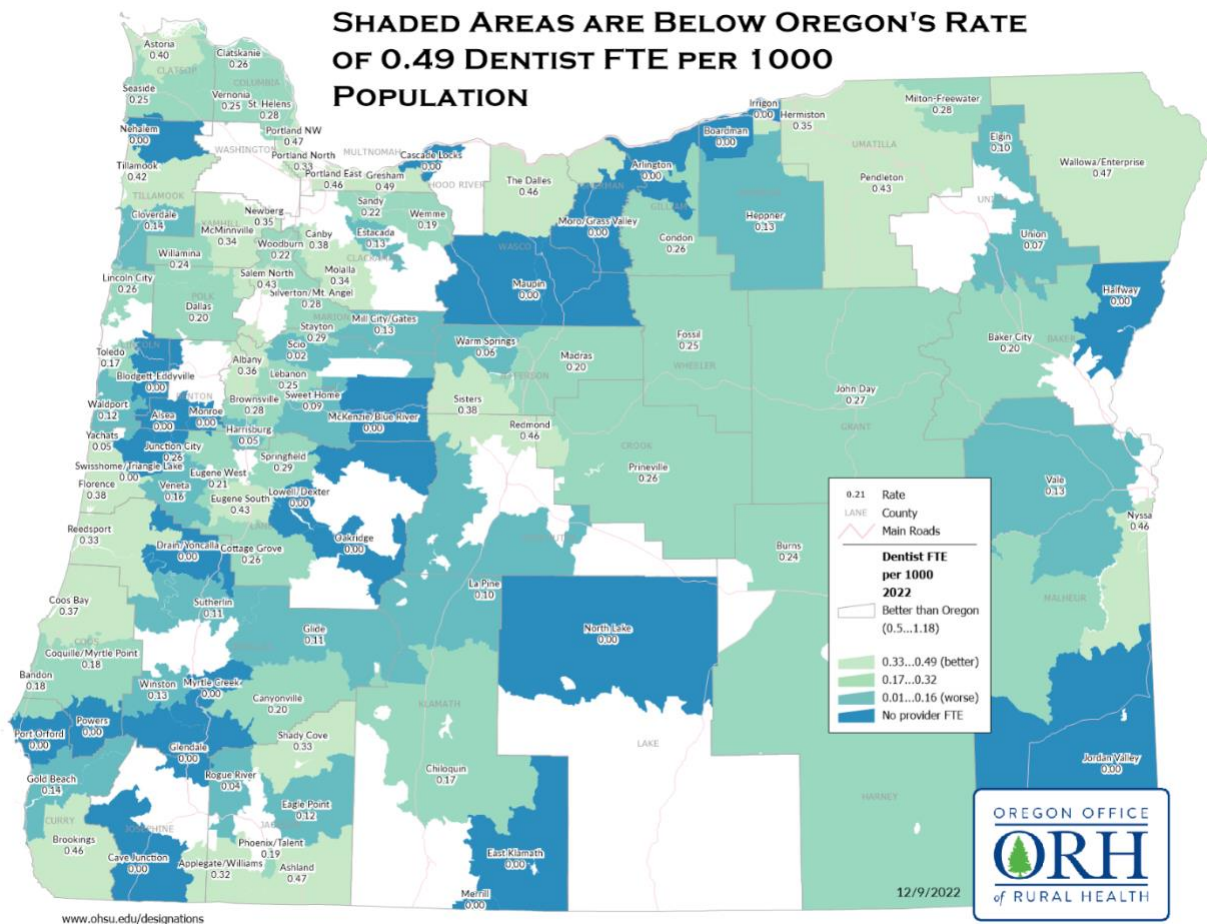 SHADED AREAS ARE BELOW OREGON'S RATE
OF 0.49 DENTIST FTE PER 1000
POPULATION
Astoria
0.40
CLATSOP
Clatskanie
0.26
COLUMBIA
Seaside
0.25
Vernonia
0.25
St. Helens
0.28
Nehalem
0.00
Portland NW
0.47
WASHINGTON
MULTNOMAH
Portland North
0.33
Tillamook
0.42
TILLAMOOK
Portland East
0.46
Gresham
0.49
Cascade Locks
0.00
HOOD RIVER
The Dalles
0.46
Arlington
0.00
Boardman
0.00
Irrigon
0.00
Hermiston
0.35
UMATILLA
Milton-Freewater
0.28
Pendleton
0.43
Elgin
0.10
Wallowa/Enterprise
0.47
Cloverdale
0.14
YAMHILL
Newberg
0.35
McMinnville
0.34
Canby
0.38
Sandy
0.22
Wemme
0.19
Estacada
0.13
Woodburn
0.22
Willamina
0.24
Molalla
0.34
Moro/Grass Valley
0.00
GILLIAM
Condon
0.26
Heppner
0.13
Union
0.07
WASCO
Maupin
0.00
Lincoln City
0.26
Salem North
0.43
Silverton/Mt. Angel
0.28
POLK
Dallas
0.20
MARION
Stayton
0.29
Mill City/Gates
0.13
Scio
0.02
Halfway
0.00
Baker City
0.20
BAKER
Toledo
0.17
LINCOLN
Blodgett-Eddyville
0.00
Albany
0.36
Lebanon
0.25
Warm Springs
0.06
Madras
0.20
JEFFERSON
Fossil
0.25
WHEELER
John Day
0.27
GRANT
Waldport
0.12
Alsea
0.00
Monroe
0.00
Brownsville
0.28
Sweet Home
0.09
McKenzie/Blue River
0.00
Sisters
0.38
Redmond
0.46
CROOK
Prineville
0.26
Yachats
0.05
Harrisburg
0.05
Junction City
0.26
Swisshome/Triangle Lake
0.00
Springfield
0.29
Eugene West
0.21
Florence
0.38
Veneta
0.16
Eugene South
0.43
Lowell/Dexter
0.00
LANE
Oakridge
0.00
Reedsport
0.33
Drain/Yoncalla
0.00
Cottage Grove
0.26
Vale
0.13
Nyssa
0.46
Burns
0.24
MALHEUR
La Pine
0.10
Coos Bay
0.37
COOS
Sutherlin
0.11
Glide
0.11
North Lake
0.00
Coquille/Myrtle Point
0.18
Bandon
0.18
Winston
0.13
Myrtle Creek
0.00
Canyonville
0.20
KLAMATH
Port Orford
0.00
Powers
0.00
Glendale
0.00
Shady Cove
0.33
LAKE
Gold Beach
0.14
Rogue River
0.04
Chiloquin
0.17
Jordan Valley
0.00
HARNEY
CURRY
Brookings
0.46
JOSEPHINE
Cave Junction
0.00
Eagle Point
0.12
Phoenix/Talent
0.19
Applegate/Williams
0.32
Ashland
0.47
East Klamath
0.00
Merrill
0.00
0.21 Rate
LANE County
Main Roads
Dentist FTE
per 1000
2022
Better than Oregon
(0.5...1.18)
0.33...0.49 (better)
0.17...0.32
0.01...0.16 (worse)
No provider FTE
12/9/2022
OREGON OFFICE
ORH
of RURAL HEALTH
www.ohsu.edu/designations